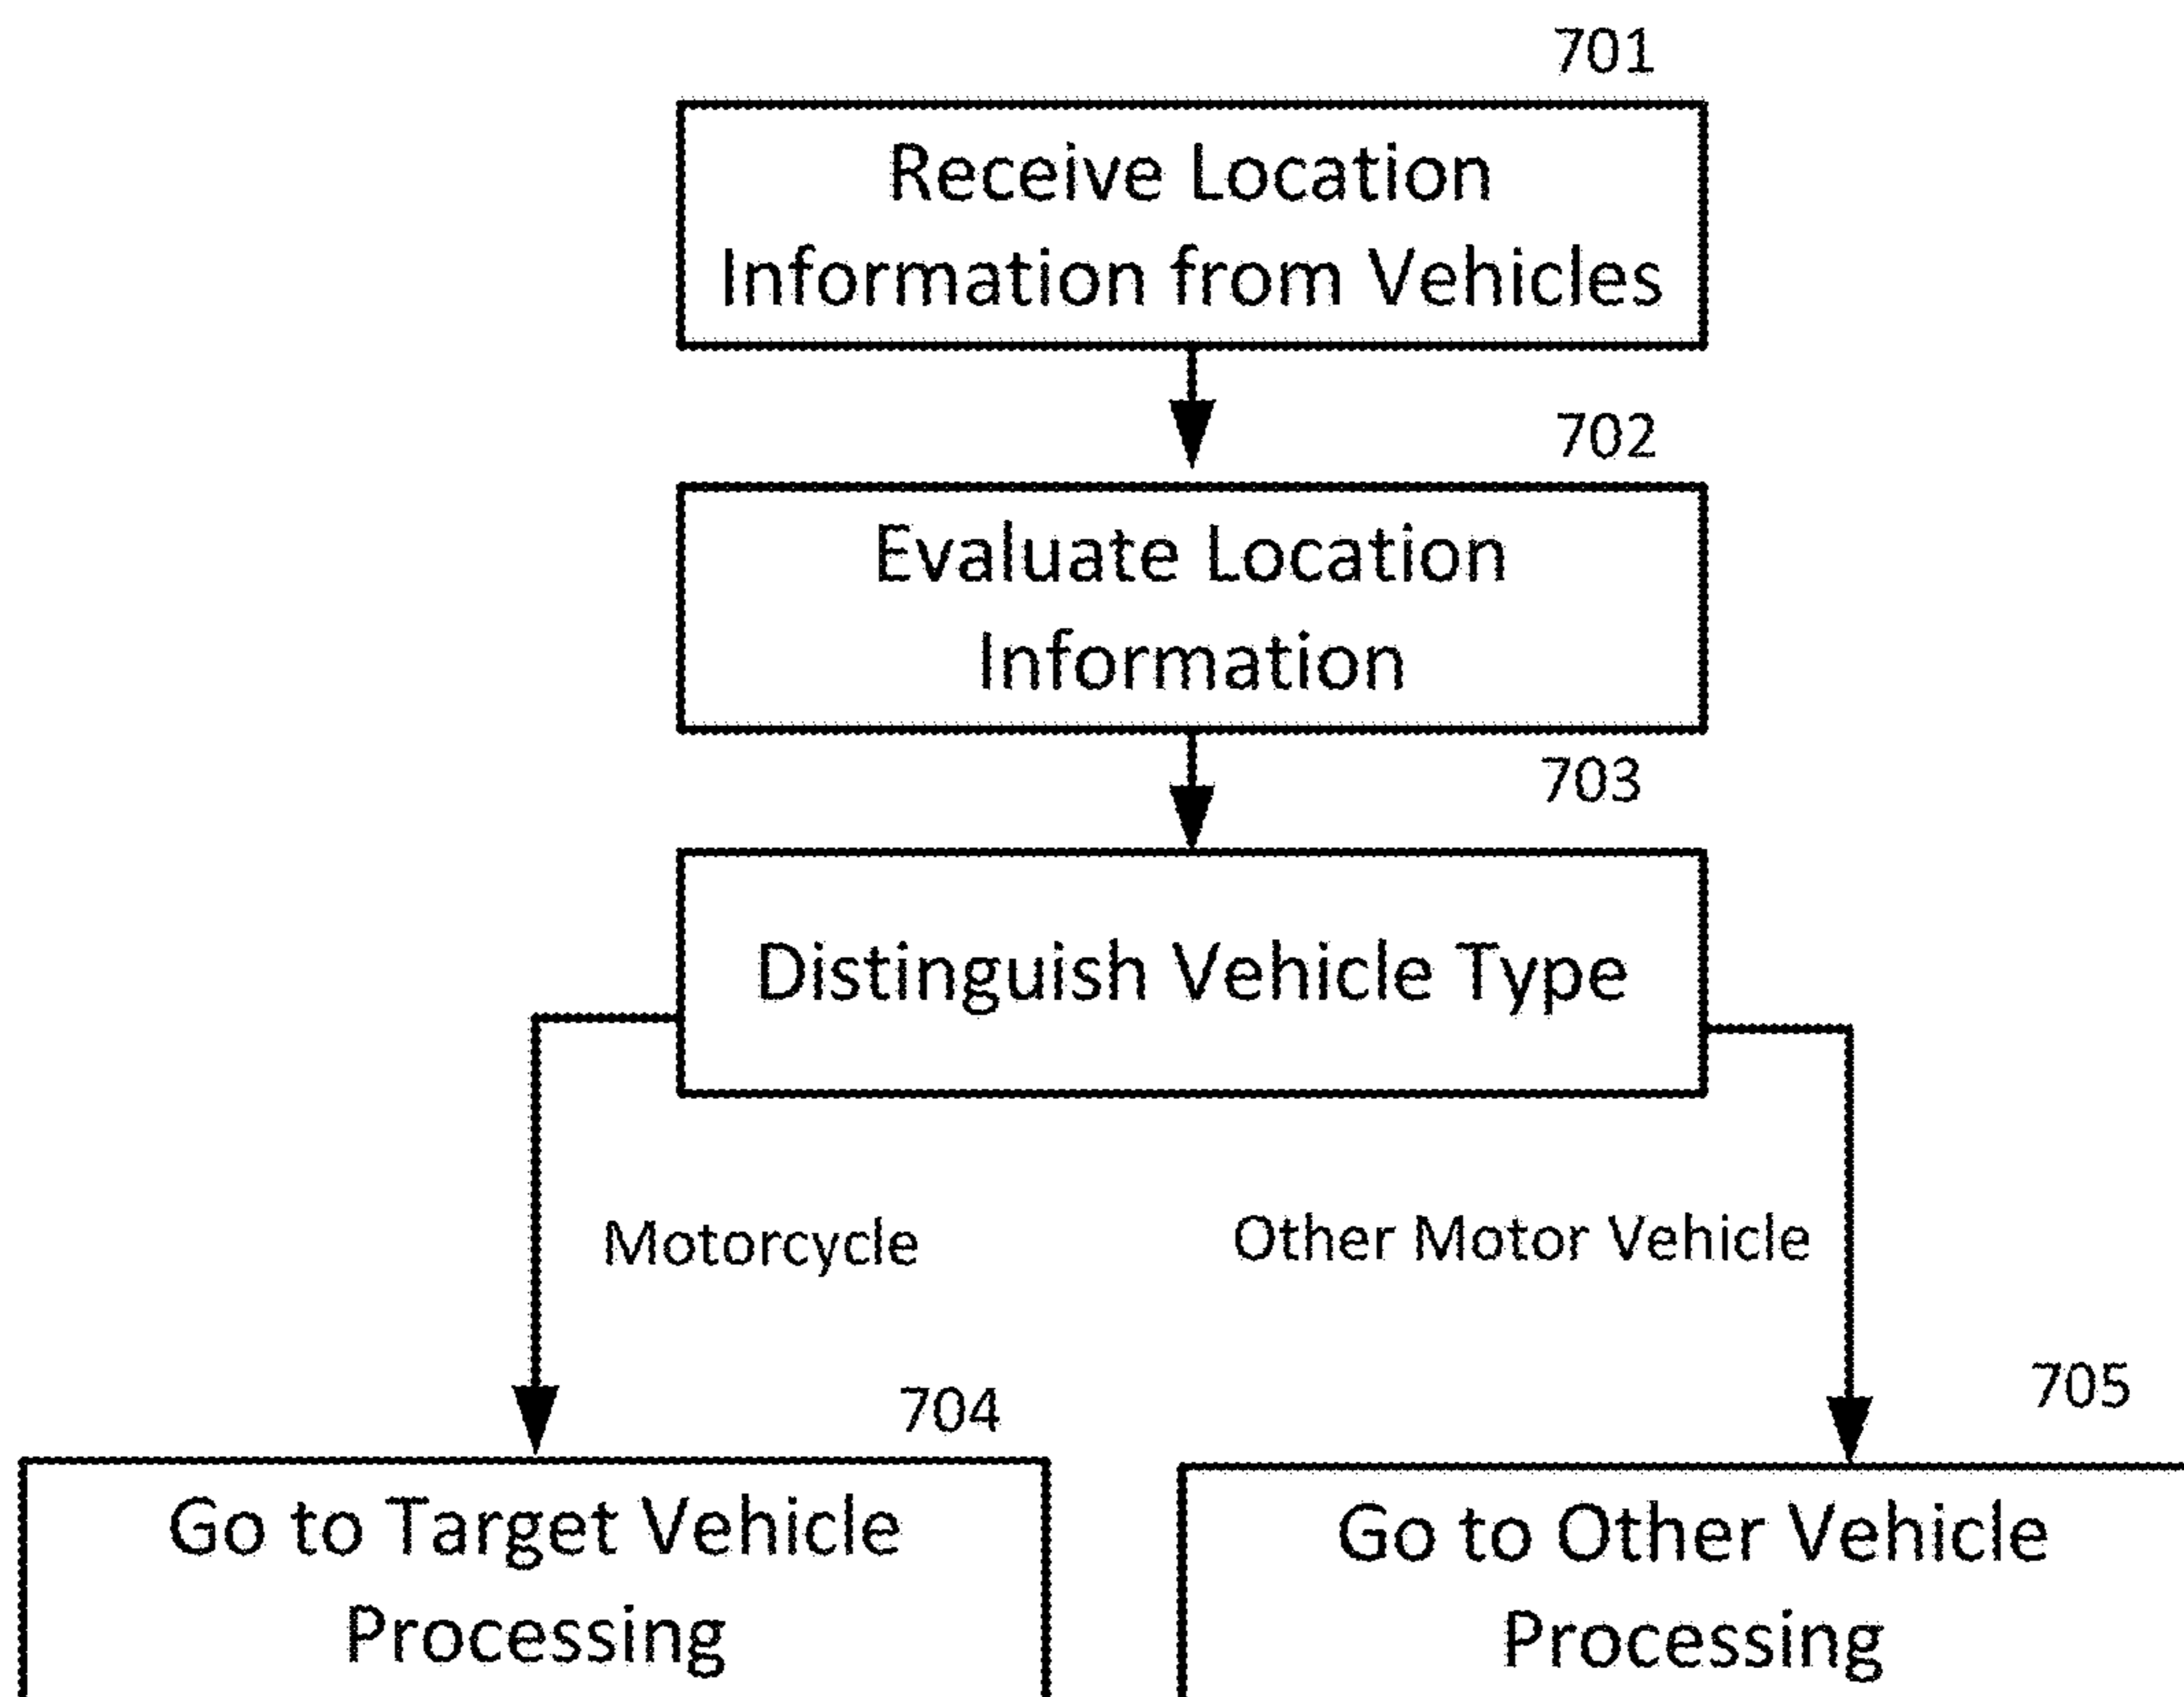 701
Receive Location
Information from Vehicles
702
Evaluate Location
Information
703
Distinguish Vehicle Type
Motorcycle
Other Motor Vehicle
704
705
Go to Target Vehicle
Processing
Go to Other Vehicle
Processing